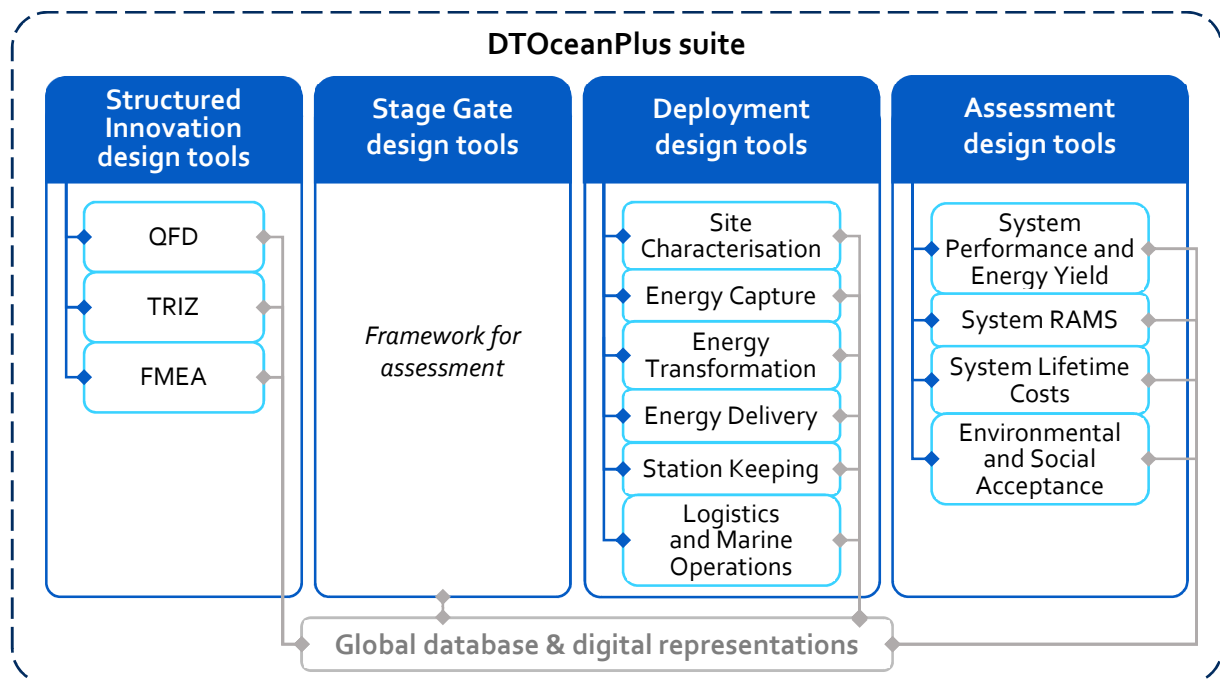 DTOceanPlus suite
Structured
Innovation
design tools
QFD
TRIZ
FMEA
Stage Gate
design tools
Framework for
assessment
Deployment
design tools
Site
Characterisation
Energy Capture
Energy
Transformation
Energy Delivery
Station Keeping
Logistics
and Marine
Operations
Assessment
design tools
System
Performance and
Energy Yield
System RAMS
System Lifetime
Costs
Environmental
and Social
Acceptance
Global database & digital representations